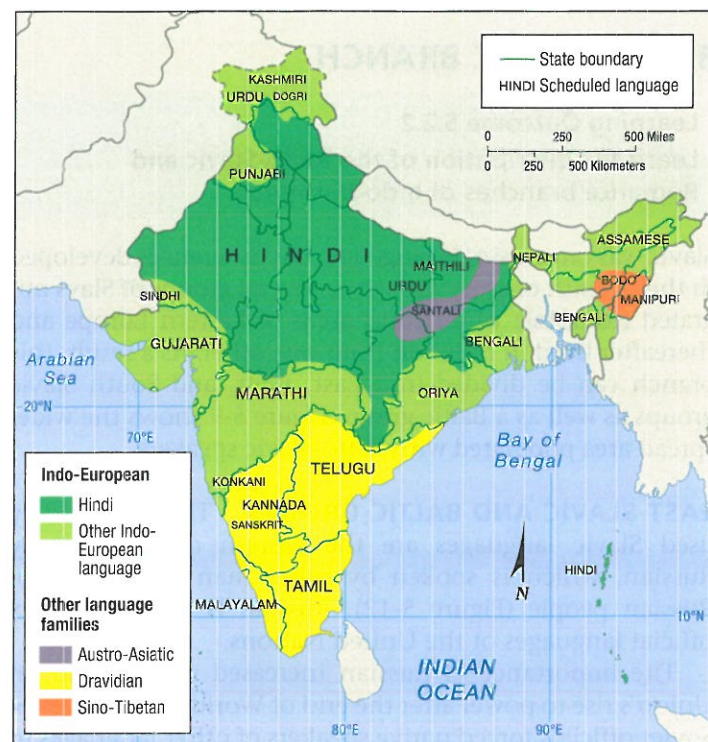 KASHMIRI
URDU DOGRI
PUNJABI
HINDI
MAITHILI
URDU
SANTALI
NEPALI
ASSAMESE
BODO
MANIPURI
BENGALI
SINDHI
GUJARATI
BENGALI
MARATHI
ORIYA
TELUGU
KONKANI
KANNADA
SANSKRIT
TAMIL
MALAYALAM
HINDI
Arabian
Sea
20°N
70°E
Bay of
Bengal
N
10°N
INDIAN
OCEAN
80°E
90°E
State boundary
HINDI Scheduled language
0 250 500 Miles
0 250 500 Kilometers
Indo-European
Hindi
Other Indo-
European
language
Other language
families
Austro-Asiatic
Dravidian
Sino-Tibetan